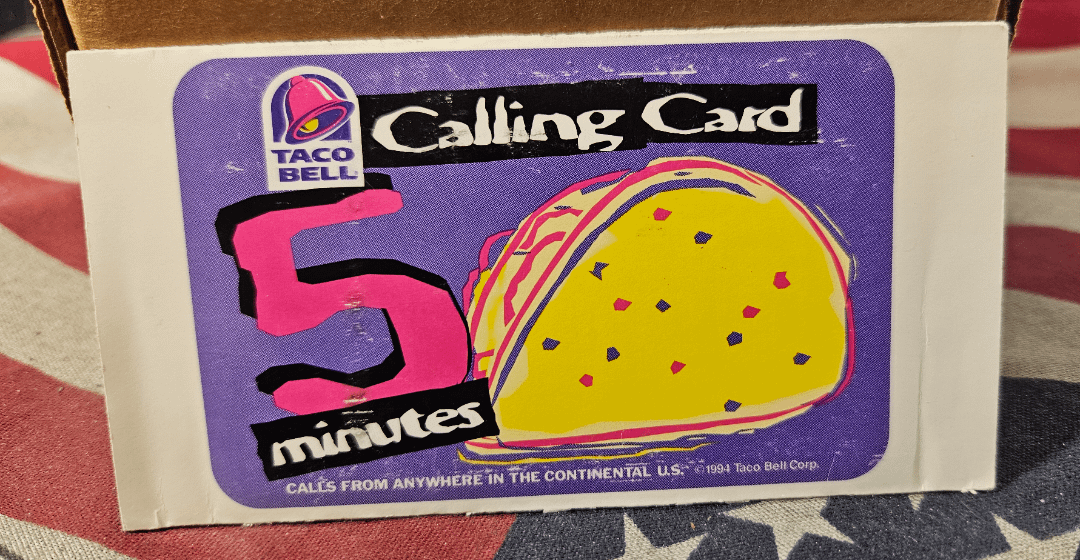 TACO
BELL
Calling Card
5
minutes
CALLS FROM ANYWHERE IN THE CONTINENTAL U.S. ©1994 Taco Bell Corp.